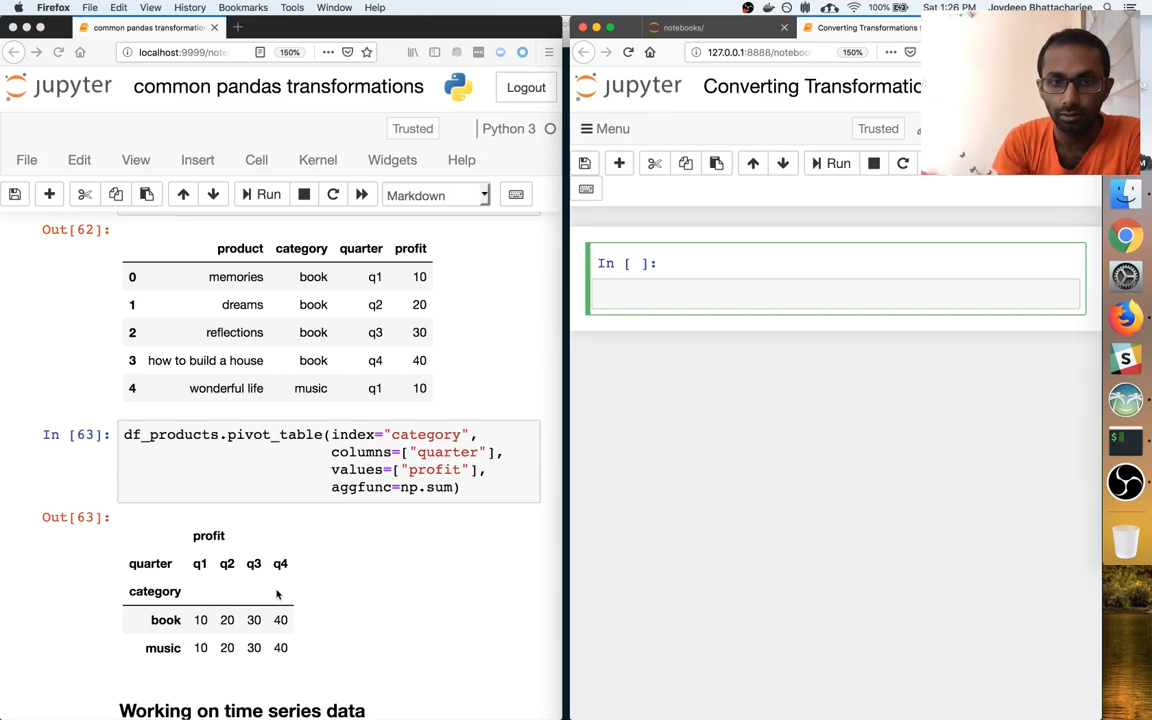 Firefox File Edit View History Bookmarks Tools Window Help 100% Sat 1:26 PM Joydeep Bhattacharjee
common pandas transformation
localhost:9999/note 150%
jupyter common pandas transformations Logout
Trusted Python 3
File Edit View Insert Cell Kernel Widgets Help
Run Markdown
Out[62]:
product category quarter profit
0 memories book q1 10
1 dreams book q2 20
2 reflections book q3 30
3 how to build a house book q4 40
4 wonderful life music q1 10
In [63]: df_products.pivot_table(index="category",
columns=["quarter"],
values=["profit"],
aggfunc=np.sum)
Out[63]:
profit
quarter q1 q2 q3 q4
category
book 10 20 30 40
music 10 20 30 40
Working on time series data
notebooks/ Converting Transformations
127.0.0.1:8888/noteboo 150%
jupyter Converting Transformatio
Menu Trusted
Run
In [ ]: